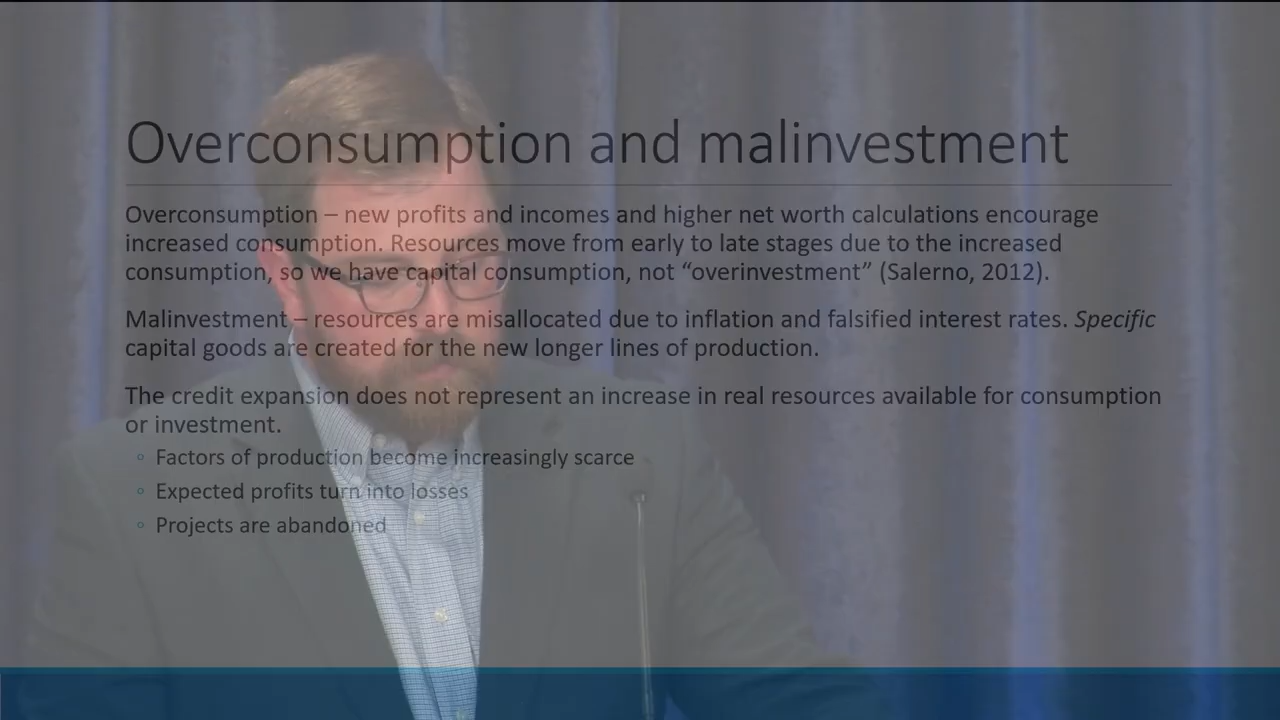 Overconsumption and malinvestment
Overconsumption – new profits and incomes and higher net worth calculations encourage
increased consumption. Resources move from early to late stages due to the increased
consumption, so we have capital consumption, not “overinvestment” (Salerno, 2012).
Malinvestment – resources are misallocated due to inflation and falsified interest rates. Specific
capital goods are created for the new longer lines of production.
The credit expansion does not represent an increase in real resources available for consumption
or investment.
◦ Factors of production become increasingly scarce
◦ Expected profits turn into losses
◦ Projects are abandoned